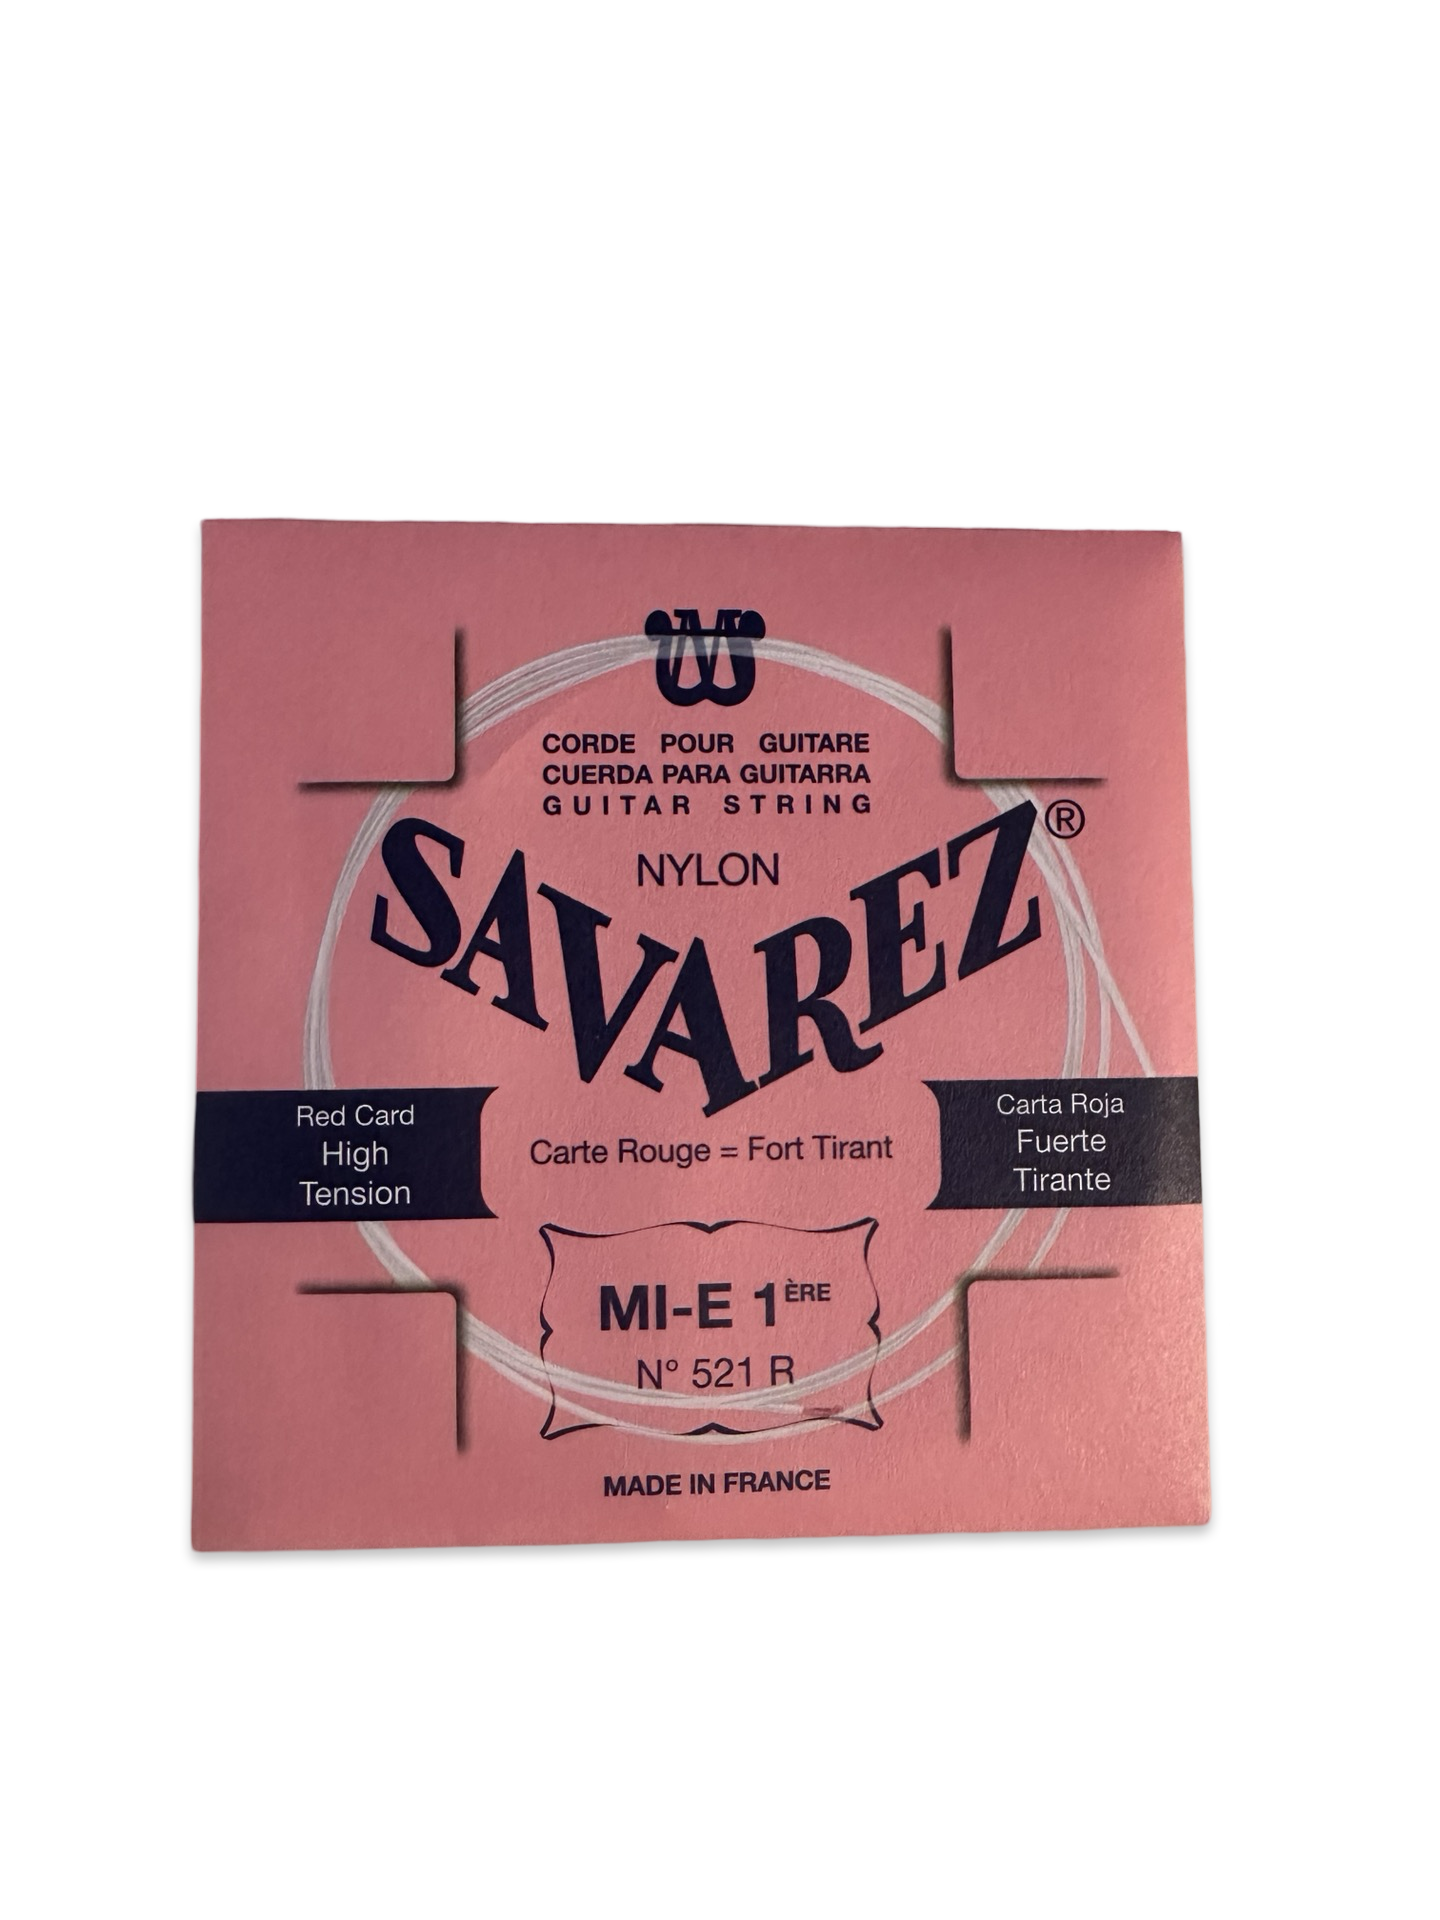 CORDE POUR GUITARE
CUERDA PARA GUITARRA
GUITAR STRING
NYLON
SAVAREZ®
Red Card
High
Tension
Carte Rouge = Fort Tirant
Carta Roja
Fuerte
Tirante
MI-E 1ÈRE
N° 521 R
MADE IN FRANCE